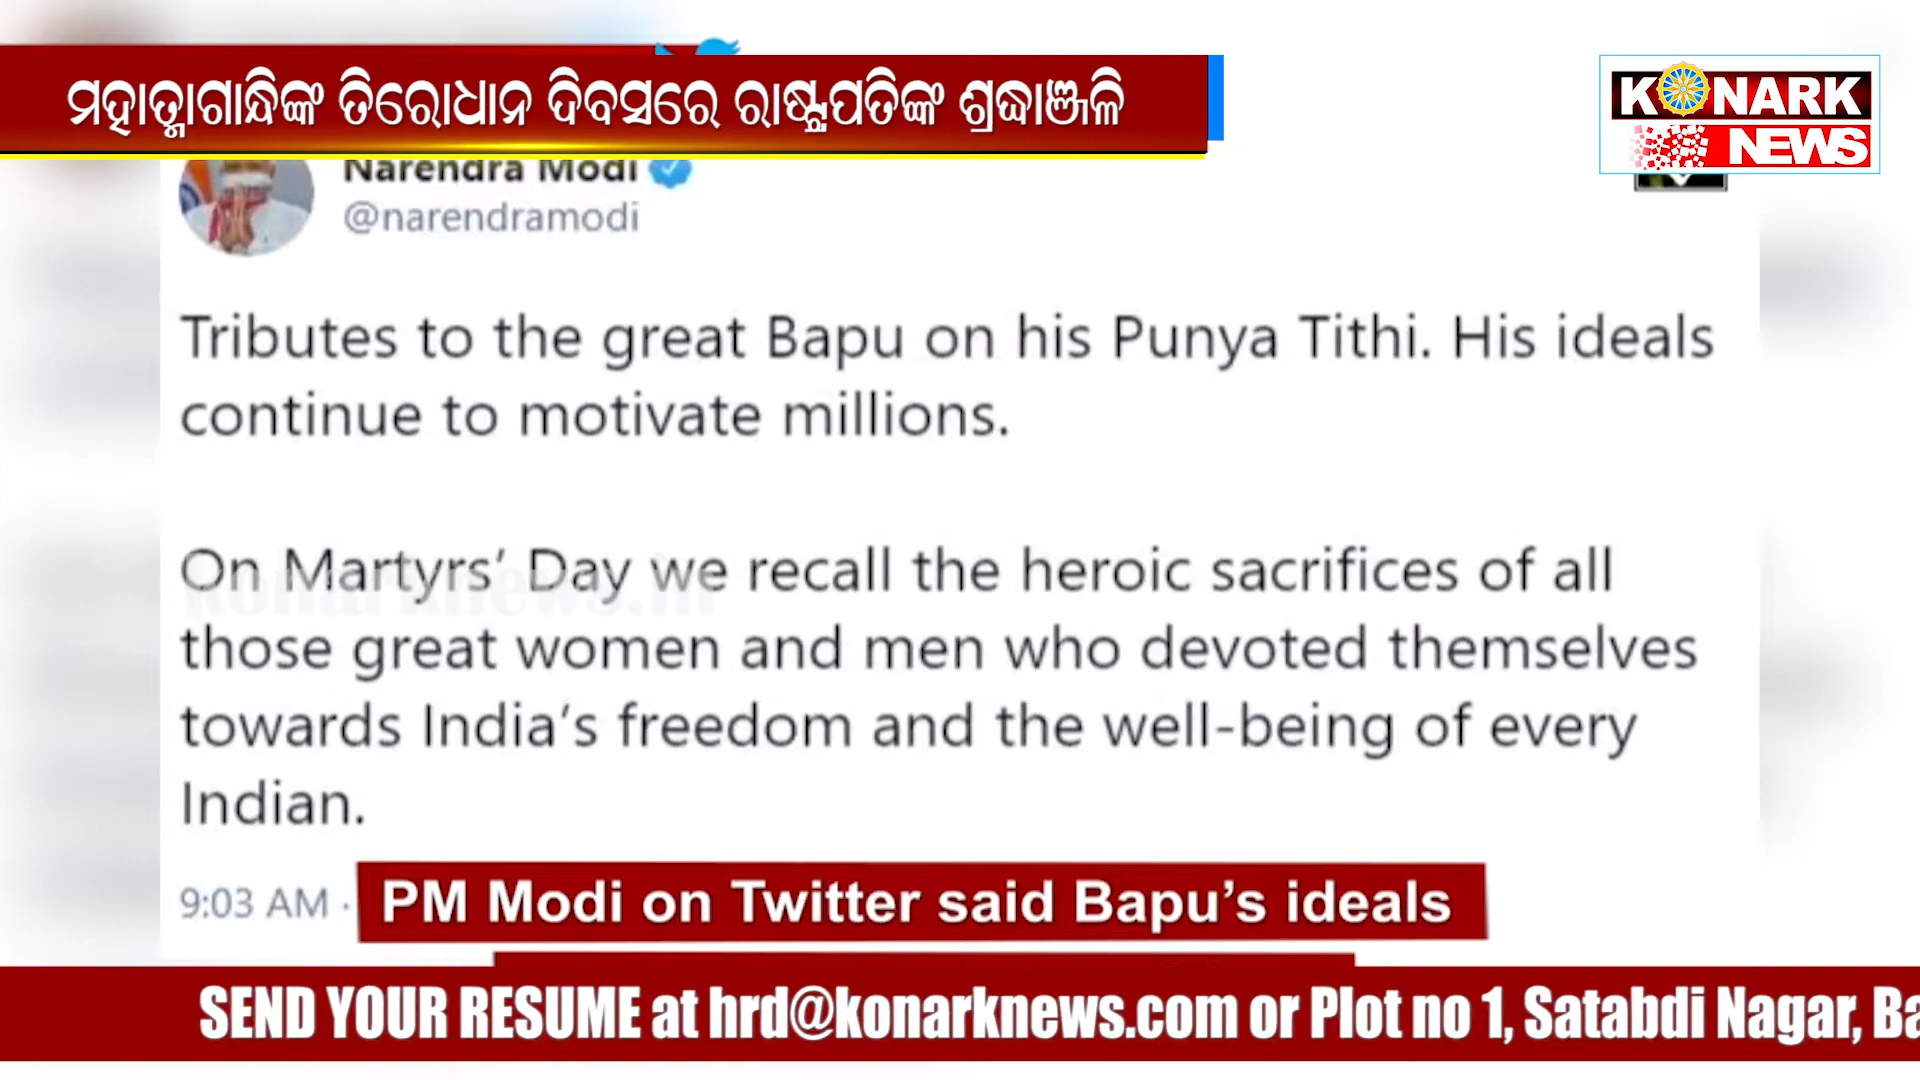 ମହାତ୍ମାଗାନ୍ଧିଙ୍କ ତିରୋଧାନ ଦିବସରେ ରାଷ୍ଟ୍ରପତିଙ୍କ ଶ୍ରଦ୍ଧାଞ୍ଜଳି
KONARK
NEWS
Narendra Modi
@narendramodi
Tributes to the great Bapu on his Punya Tithi. His ideals
continue to motivate millions.
On Martyrs’ Day we recall the heroic sacrifices of all
konarknews.in
those great women and men who devoted themselves
towards India’s freedom and the well-being of every
Indian.
9:03 AM ·
PM Modi on Twitter said Bapu’s ideals
SEND YOUR RESUME at hrd@konarknews.com or Plot no 1, Satabdi Nagar, Ba